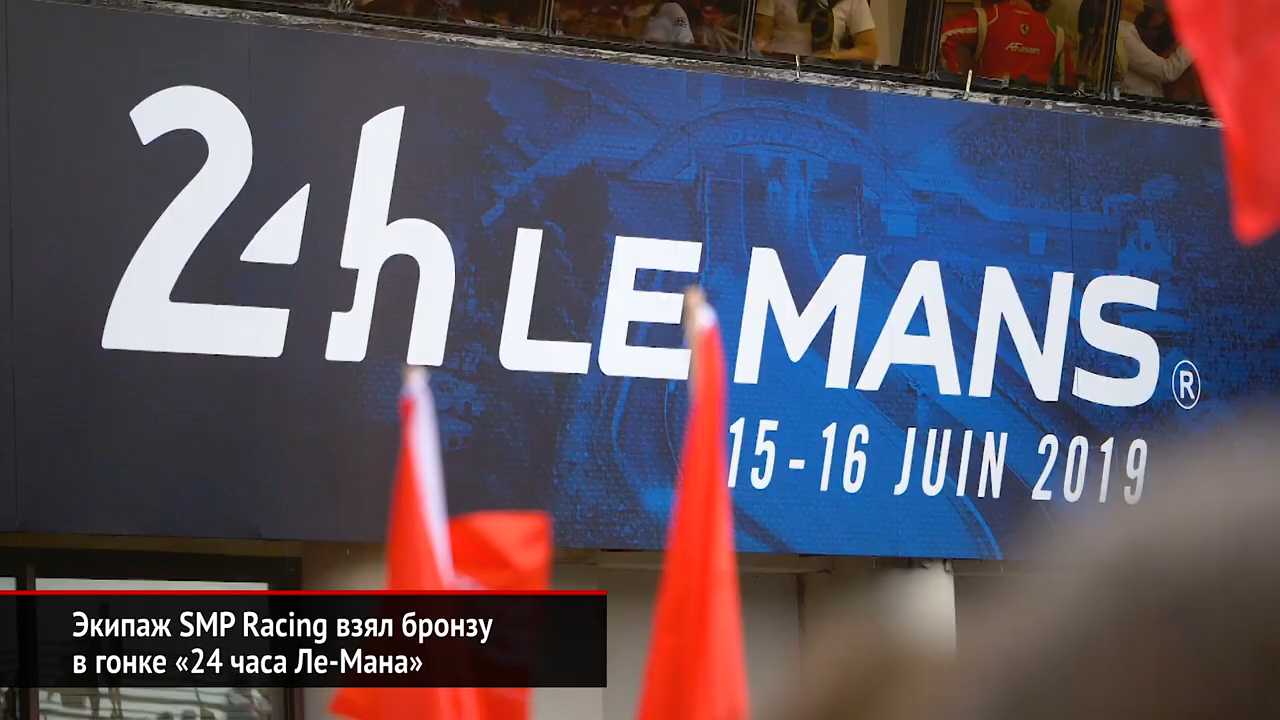 24h LE MANS ®
15-16 JUIN 2019
Экипаж SMP Racing взял бронзу
в гонке «24 часа Ле-Мана»